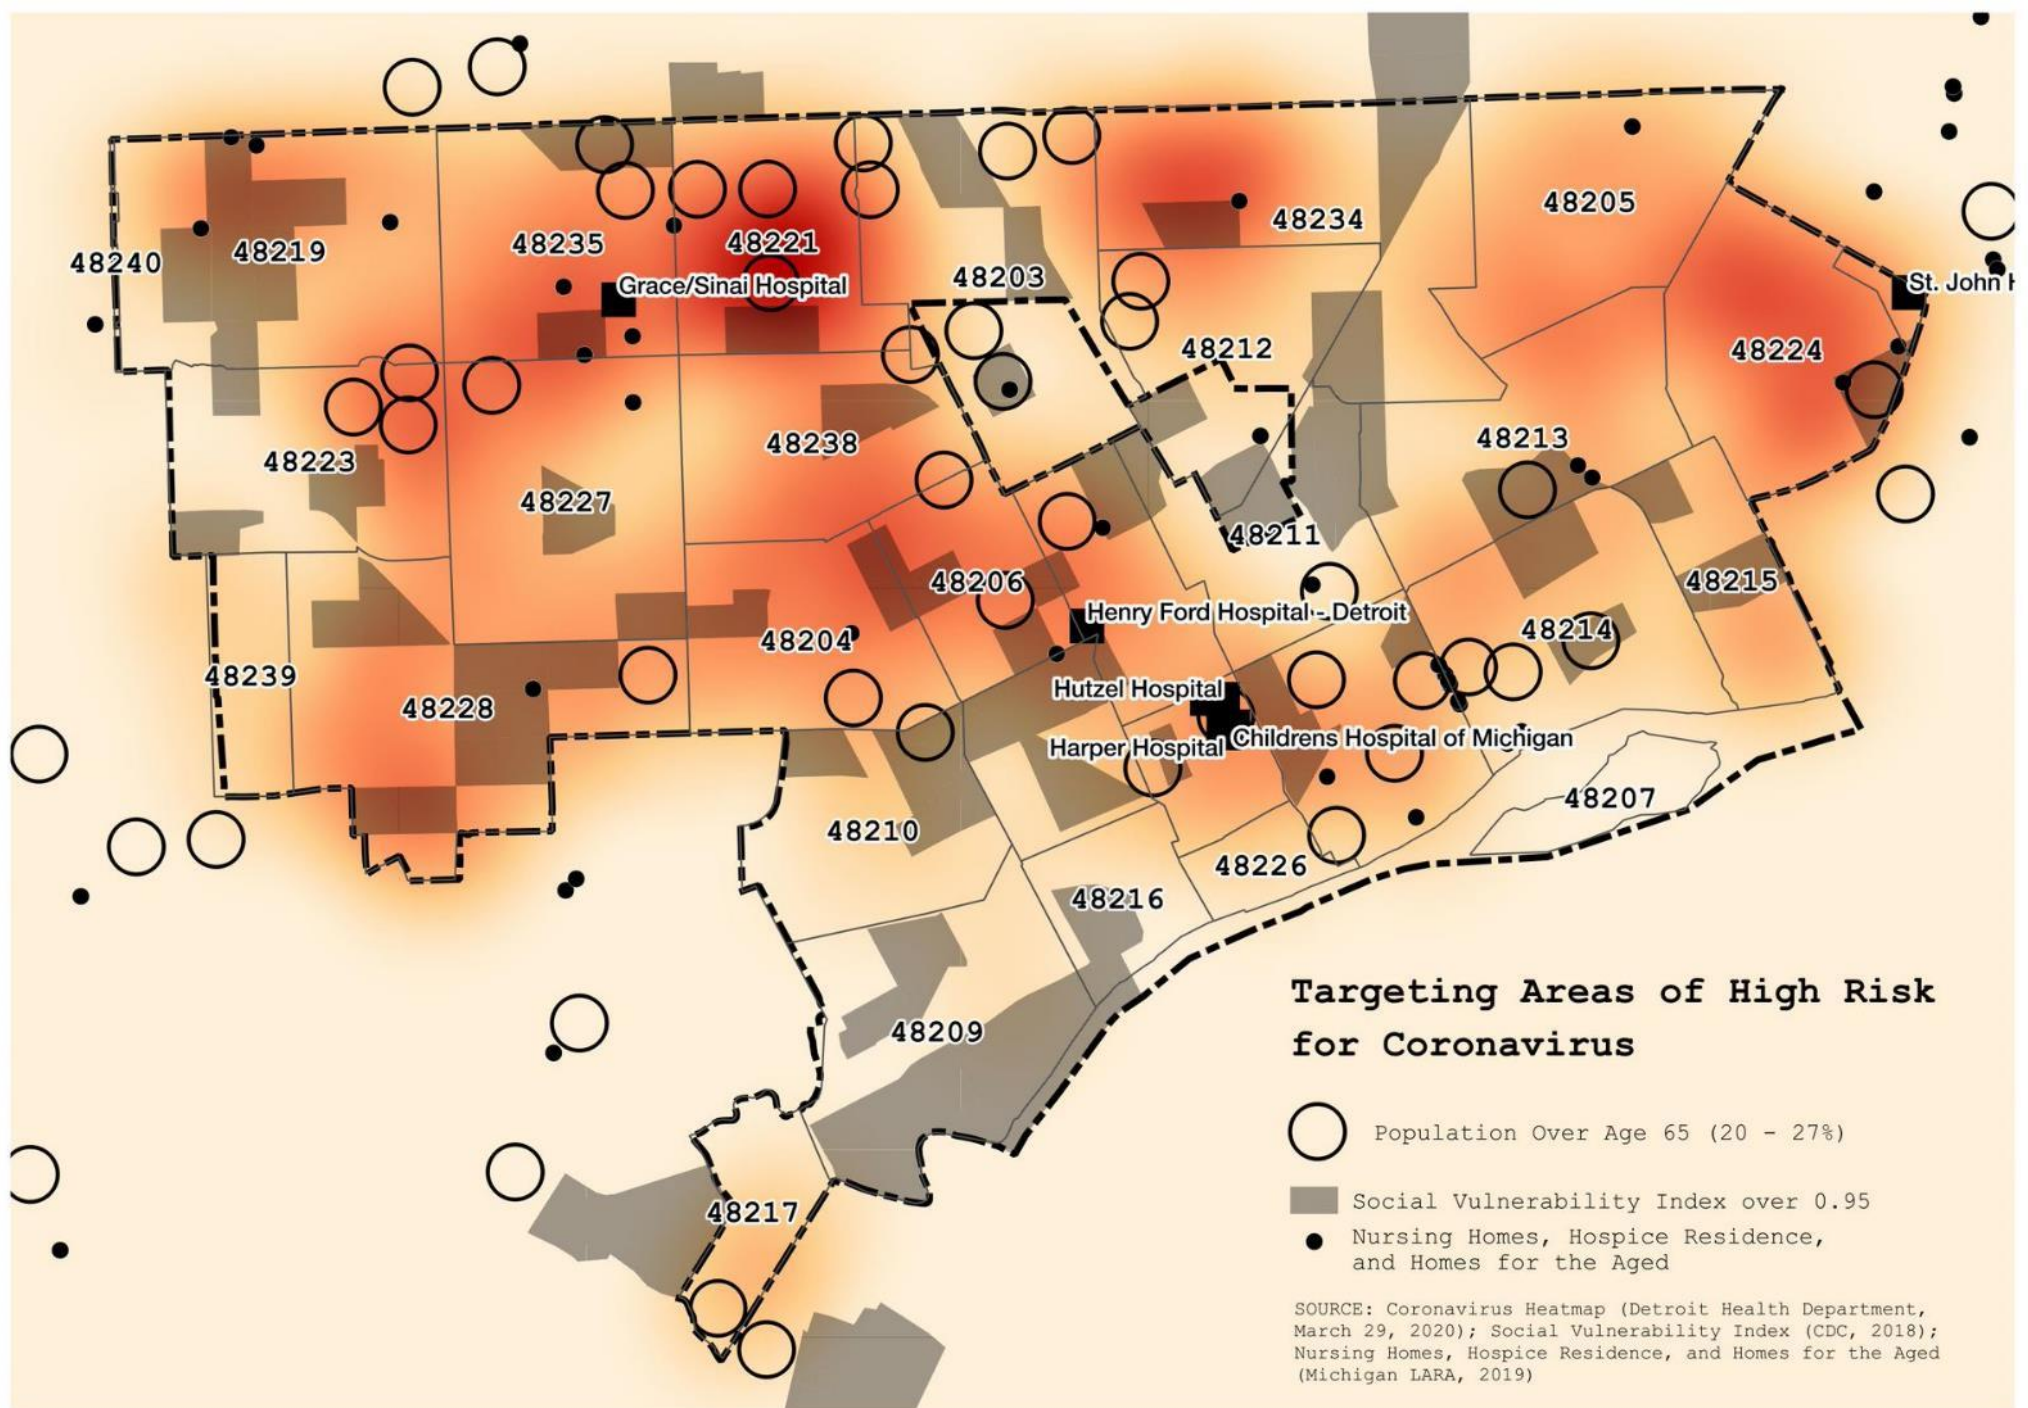 48240
48219
48235
48221
Grace/Sinai Hospital
48203
48234
48205
St. John H
48224
48212
48223
48238
48227
48213
48211
48206
48215
Henry Ford Hospital - Detroit
48204
48214
48239
48228
Hutzel Hospital
Harper Hospital
Childrens Hospital of Michigan
48207
48210
48226
48216
48209
48217
Targeting Areas of High Risk
for Coronavirus
Population Over Age 65 (20 - 27%)
Social Vulnerability Index over 0.95
Nursing Homes, Hospice Residence,
and Homes for the Aged
SOURCE: Coronavirus Heatmap (Detroit Health Department,
March 29, 2020); Social Vulnerability Index (CDC, 2018);
Nursing Homes, Hospice Residence, and Homes for the Aged
(Michigan LARA, 2019)